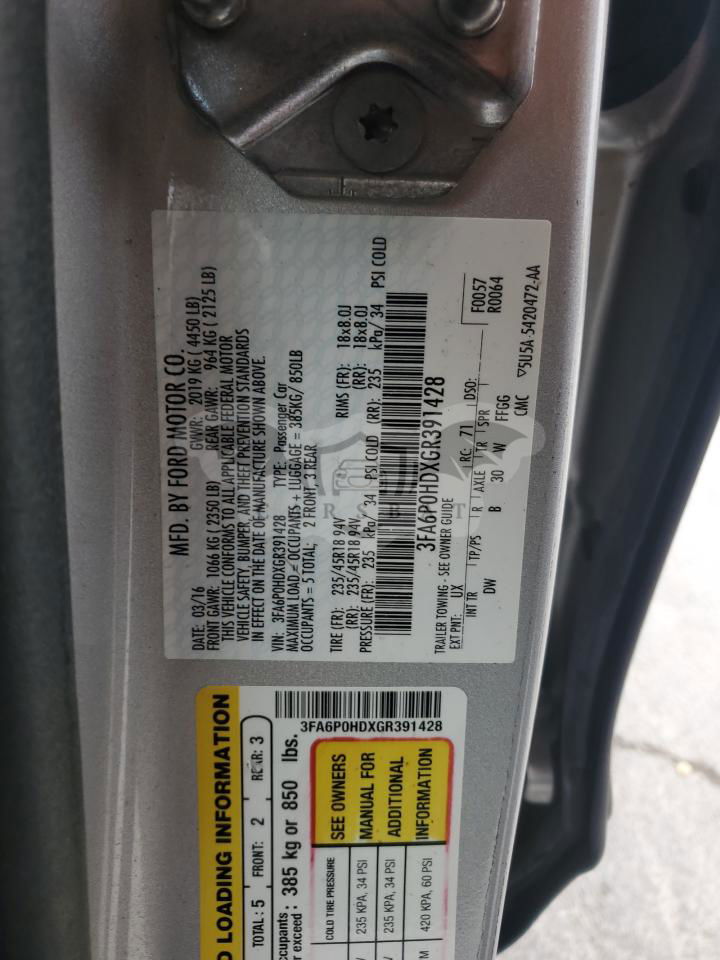 MFD. BY FORD MOTOR CO.
DATE: 03/16 GVWR: 2019 KG ( 4450 LB)
FRONT GAWR: 1066 KG ( 2350 LB) REAR GAWR: 964 KG ( 2125 LB)
THIS VEHICLE CONFORMS TO ALL APPLICABLE FEDERAL MOTOR
VEHICLE SAFETY, BUMPER, AND THEFT PREVENTION STANDARDS
IN EFFECT ON THE DATE OF MANUFACTURE SHOWN ABOVE.
VIN: 3FA6P0HDXGR391428 TYPE: Passenger Car
MAXIMUM LOAD = OCCUPANTS + LUGGAGE = 385KG/ 850LB
OCCUPANTS = 5 TOTAL: 2 FRONT, 3 REAR
TIRE (FR): 235/45R18 94V RIMS (FR): 18x8.0J
(RR): 235/45R18 94V (RR): 18x8.0J
PRESSURE (FR): 235 kPa/ 34 PSI COLD (RR): 235 kPa/ 34 PSI COLD
3FA6P0HDXGR391428
TRAILER TOWING - SEE OWNER GUIDE
EXT PNT: UX RC: 71 DSO: F0057
R0064
INT TR TP/PS R AXLE TR SPR
DW B 30 W FFGG
CMC ▽5U5A-5420472-AA
LOADING INFORMATION
TOTAL : 5 FRONT: 2 REAR: 3
385 kg or 850 lbs.
3FA6P0HDXGR391428
COLD TIRE PRESSURE
235 KPA, 34 PSI
235 KPA, 34 PSI
420 KPA, 60 PSI
SEE OWNERS
MANUAL FOR
ADDITIONAL
INFORMATION